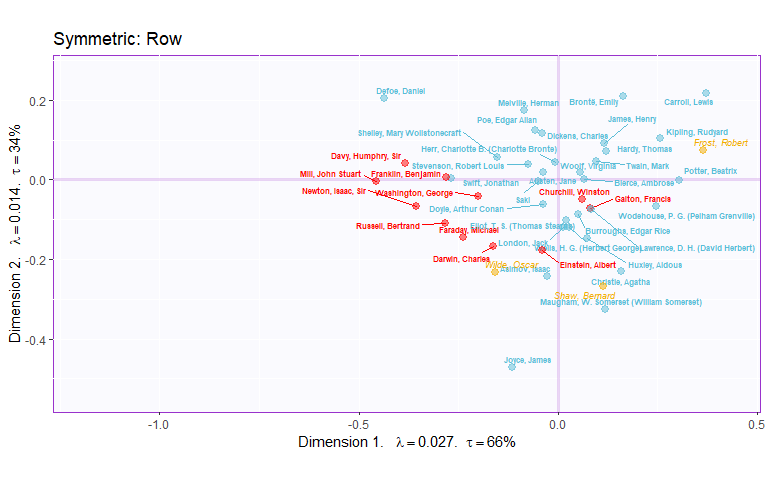 Symmetric: Row
Defoe, Daniel
Carroll, Lewis
Brontë, Emily
Melville, Herman
Poe, Edgar Allan
James, Henry
Kipling, Rudyard
Dickens, Charles
Shelley, Mary Wollstonecraft
Frost, Robert
Herr, Charlotte B. (Charlotte Bronte)
Hardy, Thomas
Davy, Humphry, Sir
Stevenson, Robert Louis
Woolf, Virginia
Twain, Mark
Potter, Beatrix
Mill, John Stuart
Franklin, Benjamin
Swift, Jonathan
Austen, Jane
Bierce, Ambrose
Newton, Isaac, Sir
Washington, George
Churchill, Winston
Galton, Francis
Saki
Doyle, Arthur Conan
Wodehouse, P. G. (Pelham Grenville)
Russell, Bertrand
Faraday, Michael
Eliot, T. S. (Thomas Stearns)
Burroughs, Edgar Rice
London, Jack
Wells, H. G. (Herbert George)
Lawrence, D. H. (David Herbert)
Darwin, Charles
Wilde, Oscar
Asimov, Isaac
Einstein, Albert
Huxley, Aldous
Christie, Agatha
Shaw, Bernard
Maugham, W. Somerset (William Somerset)
Joyce, James
0.2
0.0
-0.2
-0.4
-1.0
-0.5
0.0
0.5
Dimension 1. λ = 0.027. τ = 66%
Dimension 2. λ = 0.014. τ = 34%